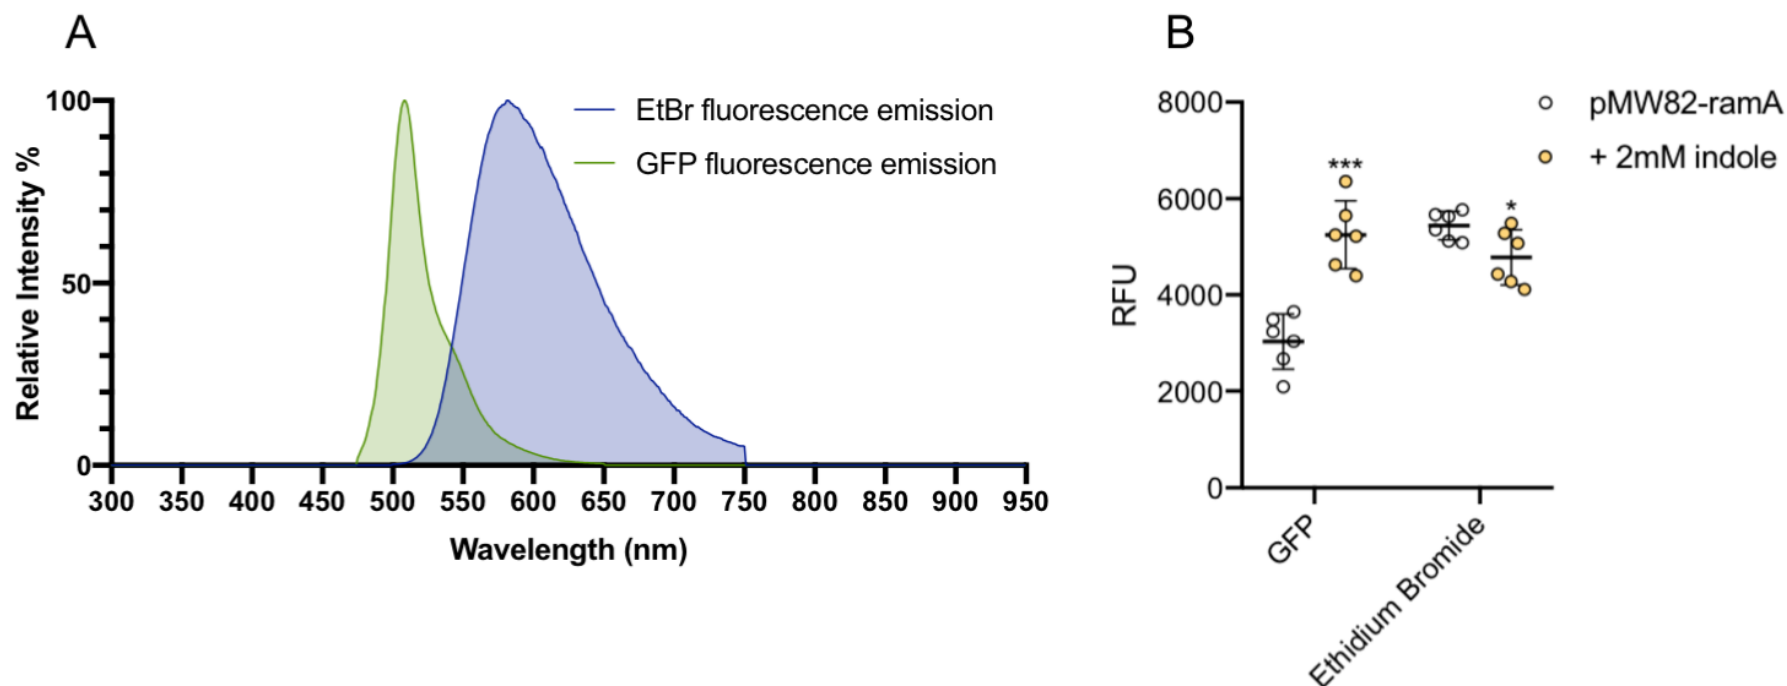 A
100
50
0
Relative Intensity %
EtBr fluorescence emission
GFP fluorescence emission
300 350 400 450 500 550 600 650 700 750 800 850 900 950
Wavelength (nm)
B
8000
6000
4000
2000
0
RFU
***
*
pMW82-ramA
+ 2mM indole
GFP
Ethidium Bromide